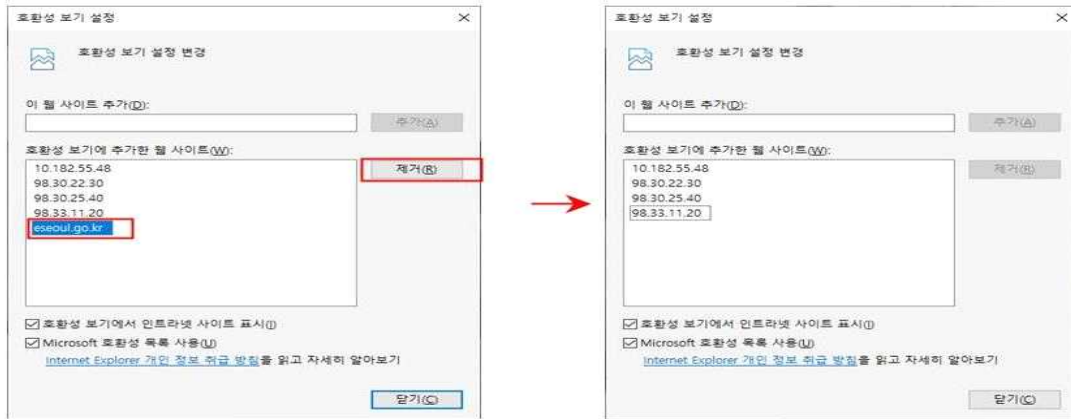 호환성 보기 설정
호환성 보기 설정 변경
이 웹 사이트 추가(D):
추가(A)
호환성 보기에 추가한 웹 사이트(W):
10.182.55.48
98.30.22.30
98.30.25.40
98.33.11.20
eseoul.go.kr
제거(R)
호환성 보기에서 인트라넷 사이트 표시(I)
Microsoft 호환성 목록 사용(U)
Internet Explorer 개인 정보 취급 방침을 읽고 자세히 알아보기
닫기(C)
호환성 보기 설정
호환성 보기 설정 변경
이 웹 사이트 추가(D):
추가(A)
호환성 보기에 추가한 웹 사이트(W):
10.182.55.48
98.30.22.30
98.30.25.40
98.33.11.20
제거(R)
호환성 보기에서 인트라넷 사이트 표시(I)
Microsoft 호환성 목록 사용(U)
Internet Explorer 개인 정보 취급 방침을 읽고 자세히 알아보기
닫기(C)